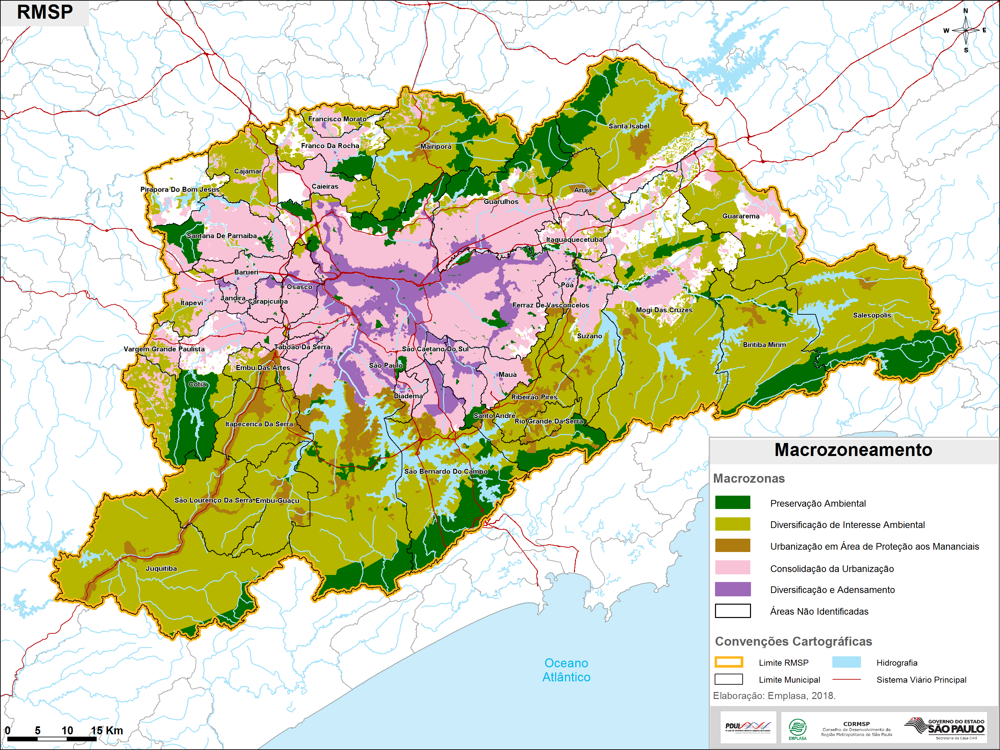 RMSP
N
W E
S
Francisco Morato
Santa Isabel
Franco Da Rocha
Mairiporã
Cajamar
Caieiras
Pirapora Do Bom Jesus
Arujá
Guarulhos
Guararema
Santana De Parnaíba
Itaquaquecetuba
Barueri
Osasco
Poá
Jandira
Carapicuíba
Itapevi
Ferraz De Vasconcelos
Mogi Das Cruzes
Salesópolis
Suzano
Biritiba Mirim
Taboão Da Serra
Vargem Grande Paulista
São Caetano Do Sul
São Paulo
Embu Das Artes
Mauá
Cotia
Diadema
Ribeirão Pires
Santo André
Rio Grande Da Serra
Itapecerica Da Serra
São Bernardo Do Campo
São Lourenço Da Serra
Embu-Guaçu
Juquitiba
Oceano
Atlântico
0 5 10 15 Km
Macrozoneamento
Macrozonas
Preservação Ambiental
Diversificação de Interesse Ambiental
Urbanização em Área de Proteção aos Mananciais
Consolidação da Urbanização
Diversificação e Adensamento
Áreas Não Identificadas
Convenções Cartográficas
Limite RMSP
Hidrografia
Limite Municipal
Sistema Viário Principal
Elaboração: Emplasa, 2018.
PDUI
EMPLASA
CDRMSP
Conselho de Desenvolvimento da
Região Metropolitana de São Paulo
GOVERNO DO ESTADO
SÃO PAULO
Secretaria da Casa Civil